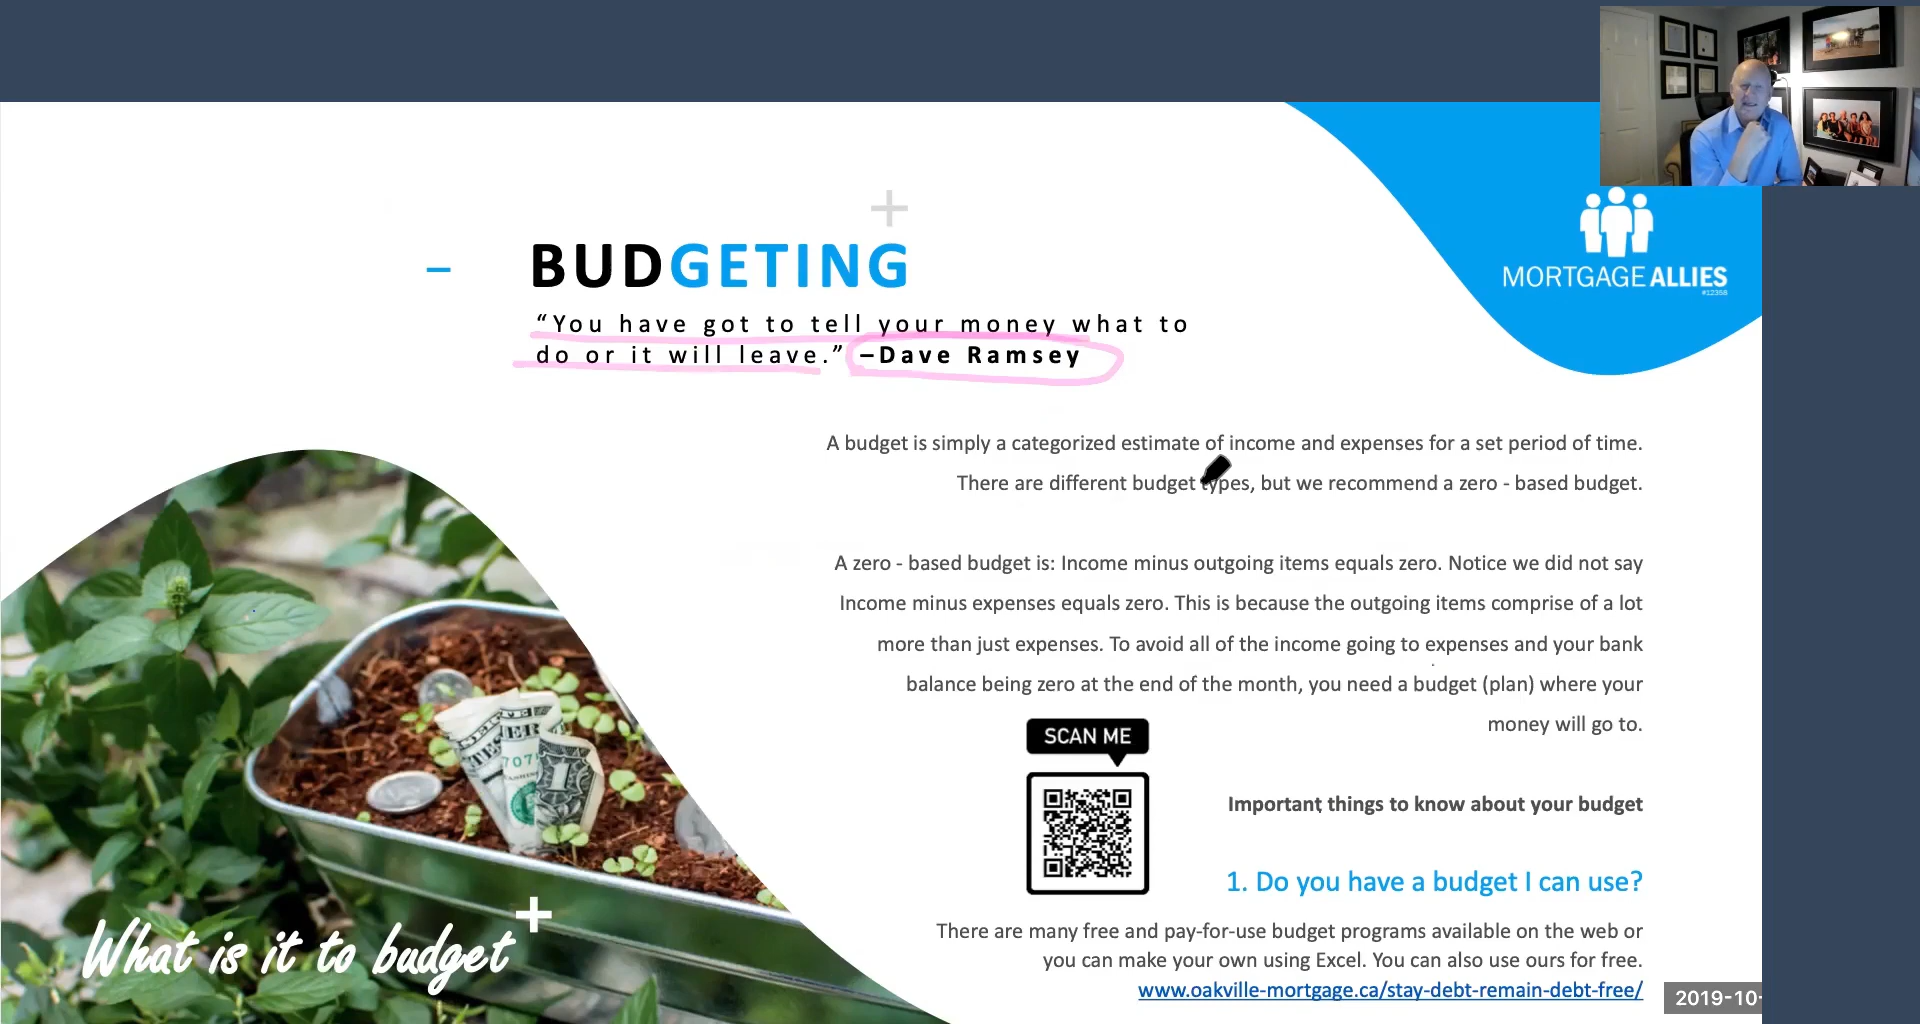 BUDGETING
“You have got to tell your money what to
do or it will leave.” –Dave Ramsey
MORTGAGE ALLIES
#12358
A budget is simply a categorized estimate of income and expenses for a set period of time.
There are different budget types, but we recommend a zero - based budget.
A zero - based budget is: Income minus outgoing items equals zero. Notice we did not say
Income minus expenses equals zero. This is because the outgoing items comprise of a lot
more than just expenses. To avoid all of the income going to expenses and your bank
balance being zero at the end of the month, you need a budget (plan) where your
money will go to.
SCAN ME
Important things to know about your budget
1. Do you have a budget I can use?
There are many free and pay-for-use budget programs available on the web or
you can make your own using Excel. You can also use ours for free.
www.oakville-mortgage.ca/stay-debt-remain-debt-free/
What is it to budget
2019-10-